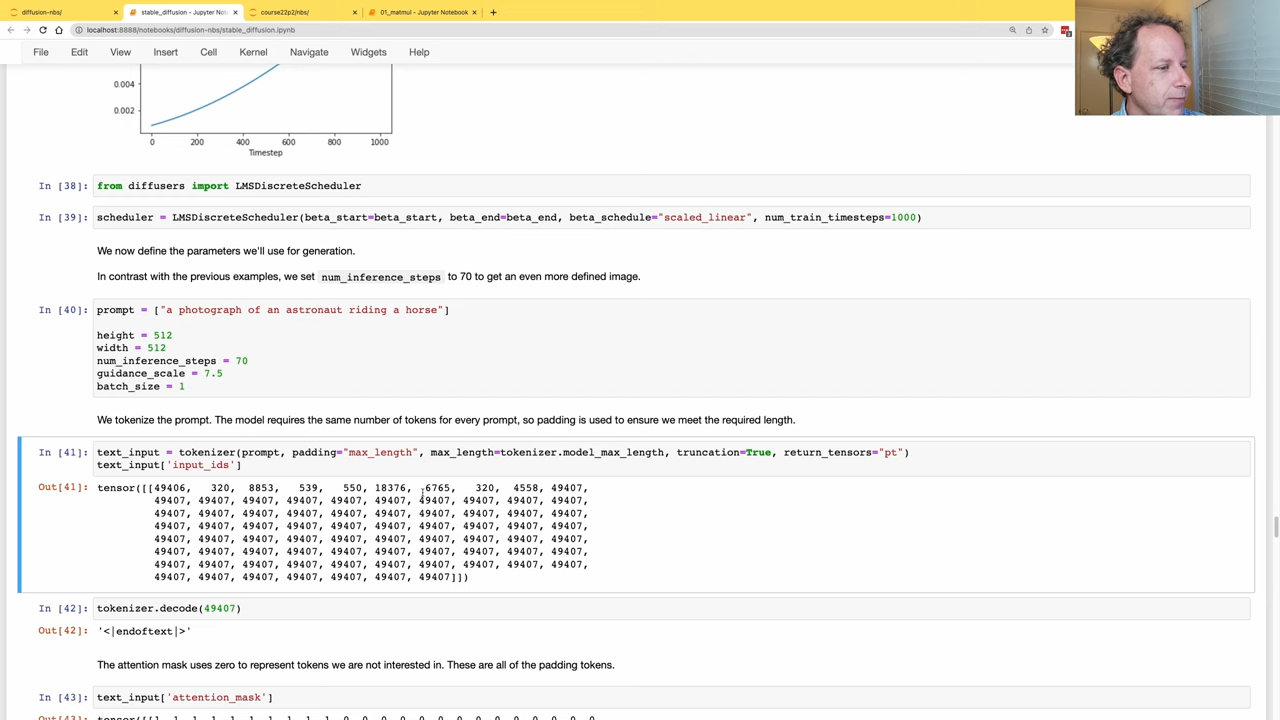 diffusion-nbs/
stable_diffusion - Jupyter Note
course22p2/nbs/
01_matmul - Jupyter Notebook
localhost:8888/notebooks/diffusion-nbs/stable_diffusion.ipynb
File Edit View Insert Cell Kernel Navigate Widgets Help
0.004
0.002
0 200 400 600 800 1000
Timestep
In [38]: from diffusers import LMSDiscreteScheduler
In [39]: scheduler = LMSDiscreteScheduler(beta_start=beta_start, beta_end=beta_end, beta_schedule="scaled_linear", num_train_timesteps=1000)
We now define the parameters we'll use for generation.
In contrast with the previous examples, we set num_inference_steps to 70 to get an even more defined image.
In [40]: prompt = ["a photograph of an astronaut riding a horse"]
height = 512
width = 512
num_inference_steps = 70
guidance_scale = 7.5
batch_size = 1
We tokenize the prompt. The model requires the same number of tokens for every prompt, so padding is used to ensure we meet the required length.
In [41]: text_input = tokenizer(prompt, padding="max_length", max_length=tokenizer.model_max_length, truncation=True, return_tensors="pt")
text_input['input_ids']
Out[41]: tensor([[49406, 320, 8853, 539, 550, 18376, 6765, 320, 4558, 49407,
49407, 49407, 49407, 49407, 49407, 49407, 49407, 49407, 49407, 49407,
49407, 49407, 49407, 49407, 49407, 49407, 49407, 49407, 49407, 49407,
49407, 49407, 49407, 49407, 49407, 49407, 49407, 49407, 49407, 49407,
49407, 49407, 49407, 49407, 49407, 49407, 49407, 49407, 49407, 49407,
49407, 49407, 49407, 49407, 49407, 49407, 49407, 49407, 49407, 49407,
49407, 49407, 49407, 49407, 49407, 49407, 49407, 49407, 49407, 49407,
49407, 49407, 49407, 49407, 49407, 49407, 49407]])
In [42]: tokenizer.decode(49407)
Out[42]: '<|endoftext|>'
The attention mask uses zero to represent tokens we are not interested in. These are all of the padding tokens.
In [43]: text_input['attention_mask']